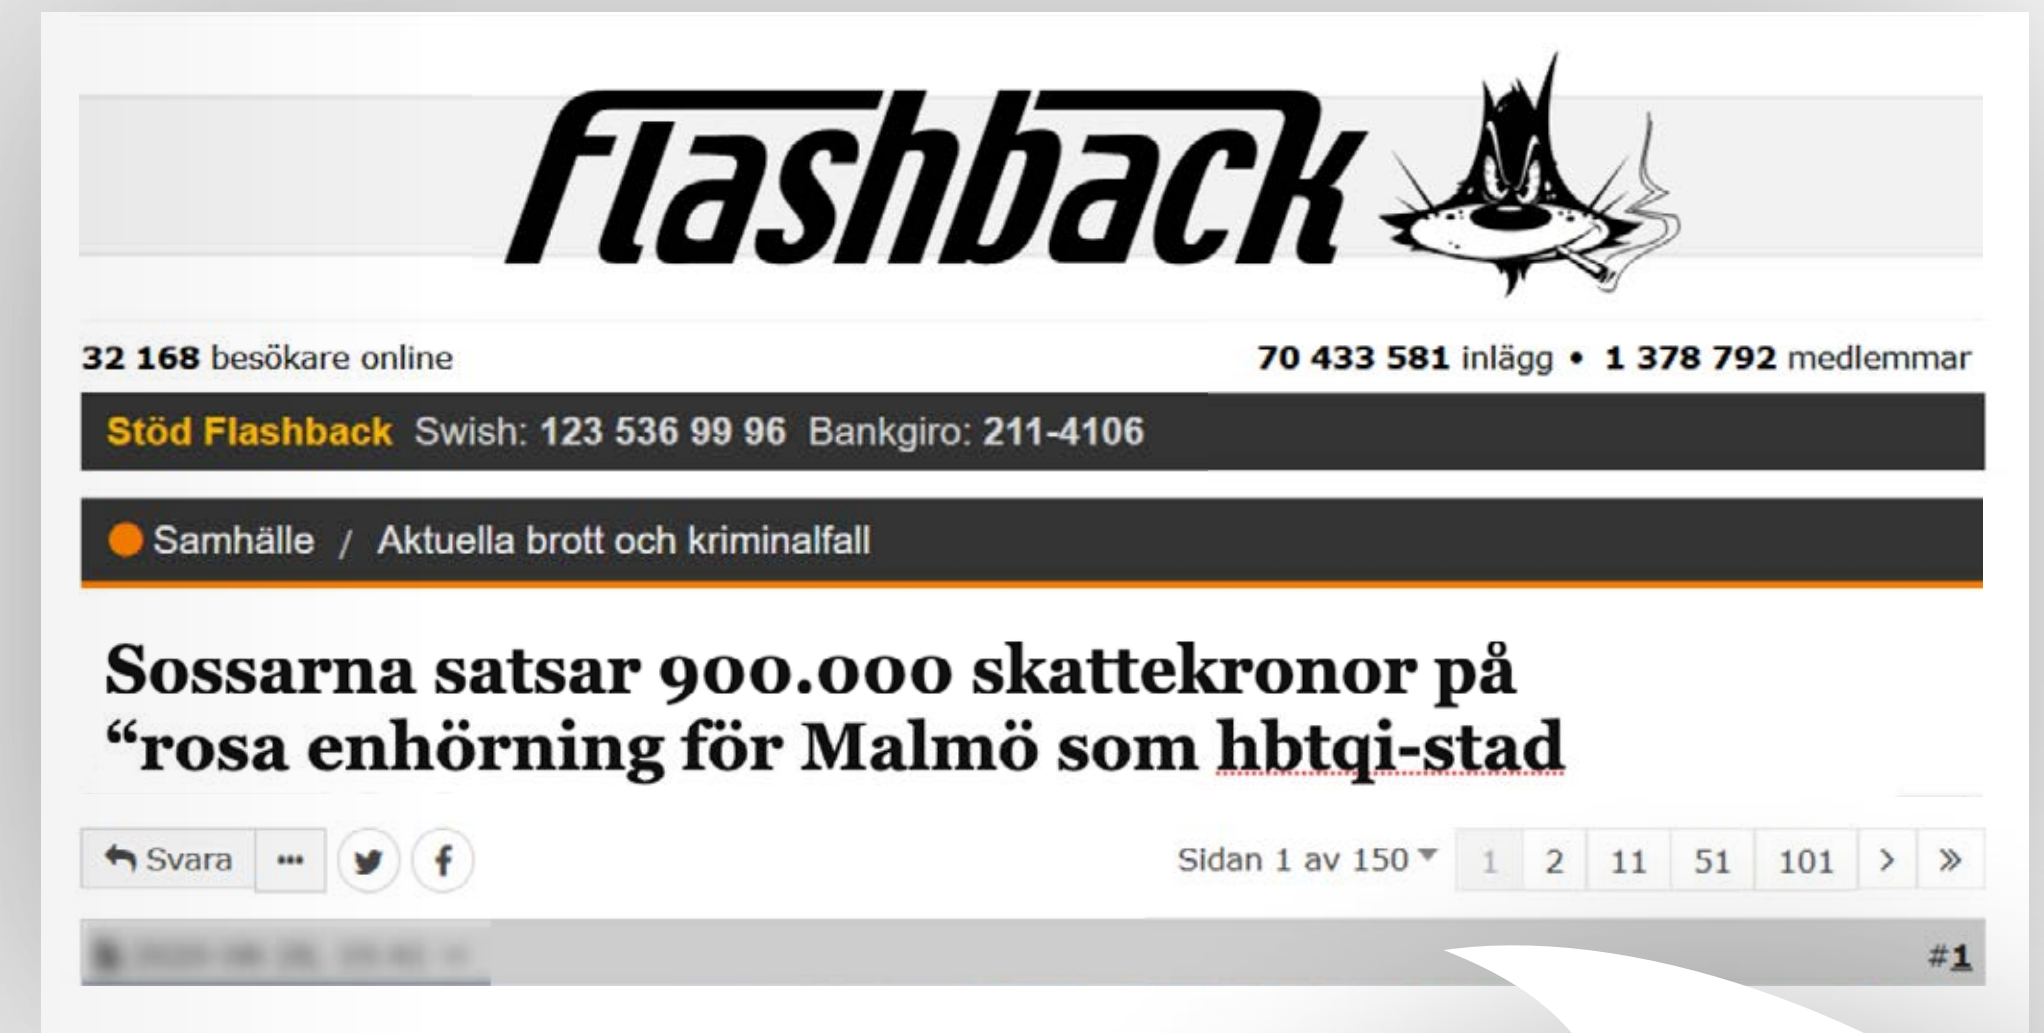 flashback
32 168 besökare online
70 433 581 inlägg • 1 378 792 medlemmar
Stöd Flashback Swish: 123 536 99 96 Bankgiro: 211-4106
Samhälle / Aktuella brott och kriminalfall
Sossarna satsar 900.000 skattekronor på
“rosa enhörning för Malmö som hbtqi-stad
Svara ••• Sidan 1 av 150 1 2 11 51 101 > »
#1